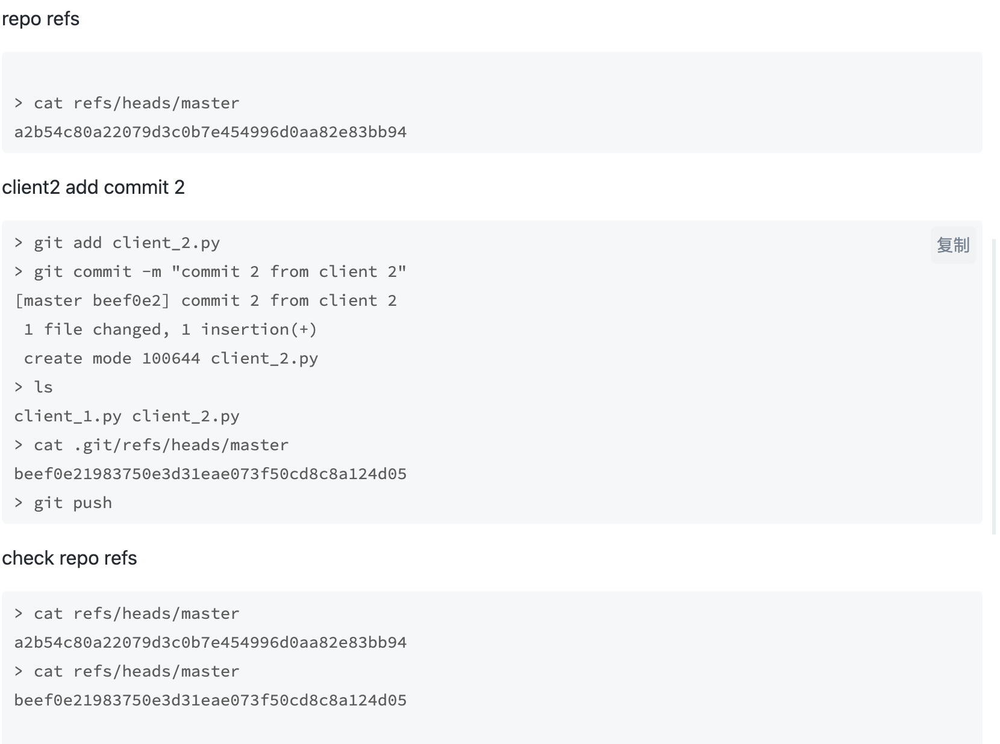 repo refs
> cat refs/heads/master
a2b54c80a22079d3c0b7e454996d0aa82e83bb94
client2 add commit 2
> git add client_2.py
复制
> git commit -m "commit 2 from client 2"
[master beef0e2] commit 2 from client 2
 1 file changed, 1 insertion(+)
 create mode 100644 client_2.py
> ls
client_1.py client_2.py
> cat .git/refs/heads/master
beef0e21983750e3d31eae073f50cd8c8a124d05
> git push
check repo refs
> cat refs/heads/master
a2b54c80a22079d3c0b7e454996d0aa82e83bb94
> cat refs/heads/master
beef0e21983750e3d31eae073f50cd8c8a124d05